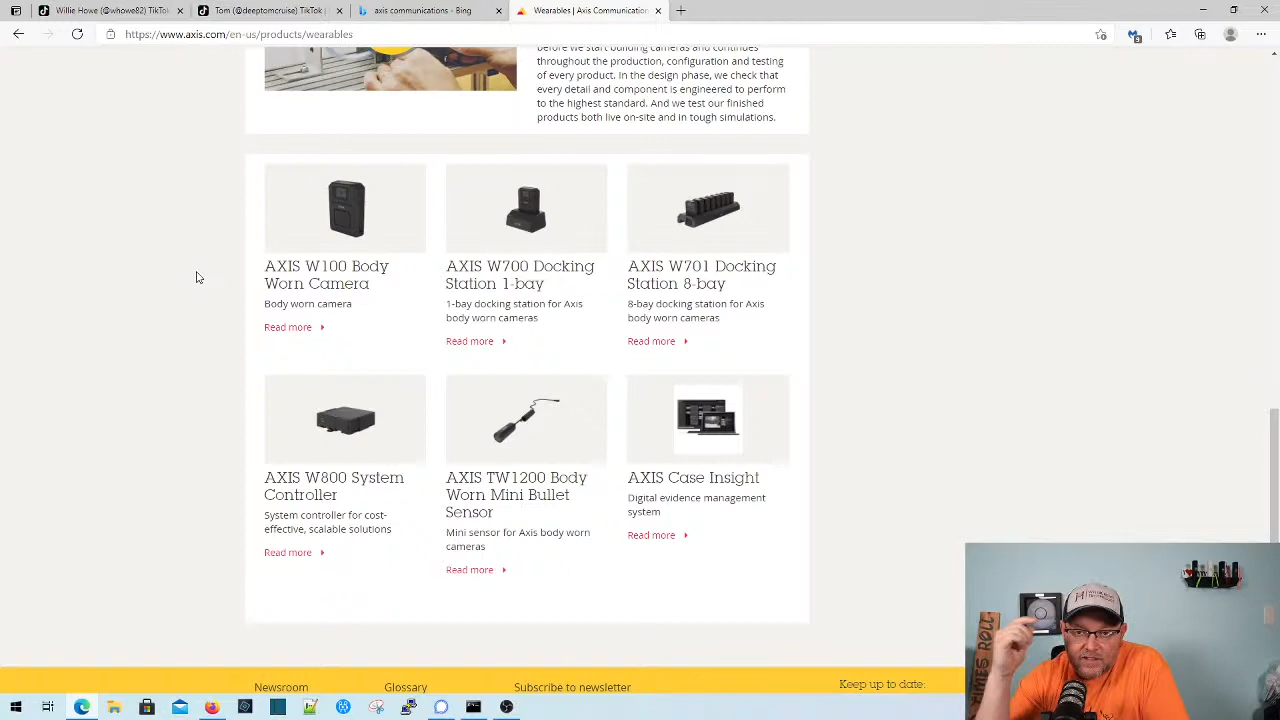 Willie Howe (@whowe82) TikTok
Tom (@deeptomcruise) TikTok
axis communications - Bing
Wearables | Axis Communication
https://www.axis.com/en-us/products/wearables
9
before we start building cameras and continues
throughout the production, configuration and testing
of every product. In the design phase, we check that
every detail and component is engineered to perform
to the highest standard. And we test our finished
products both live on-site and in tough simulations.
AXIS W100 Body
Worn Camera
Body worn camera
Read more
AXIS W700 Docking
Station 1-bay
1-bay docking station for Axis
body worn cameras
Read more
AXIS W701 Docking
Station 8-bay
8-bay docking station for Axis
body worn cameras
Read more
AXIS W800 System
Controller
System controller for cost-
effective, scalable solutions
Read more
AXIS TW1200 Body
Worn Mini Bullet
Sensor
Mini sensor for Axis body worn
cameras
Read more
AXIS Case Insight
Digital evidence management
system
Read more
Newsroom
Glossary
Subscribe to newsletter
Keep up to date:
TIMES ROLL